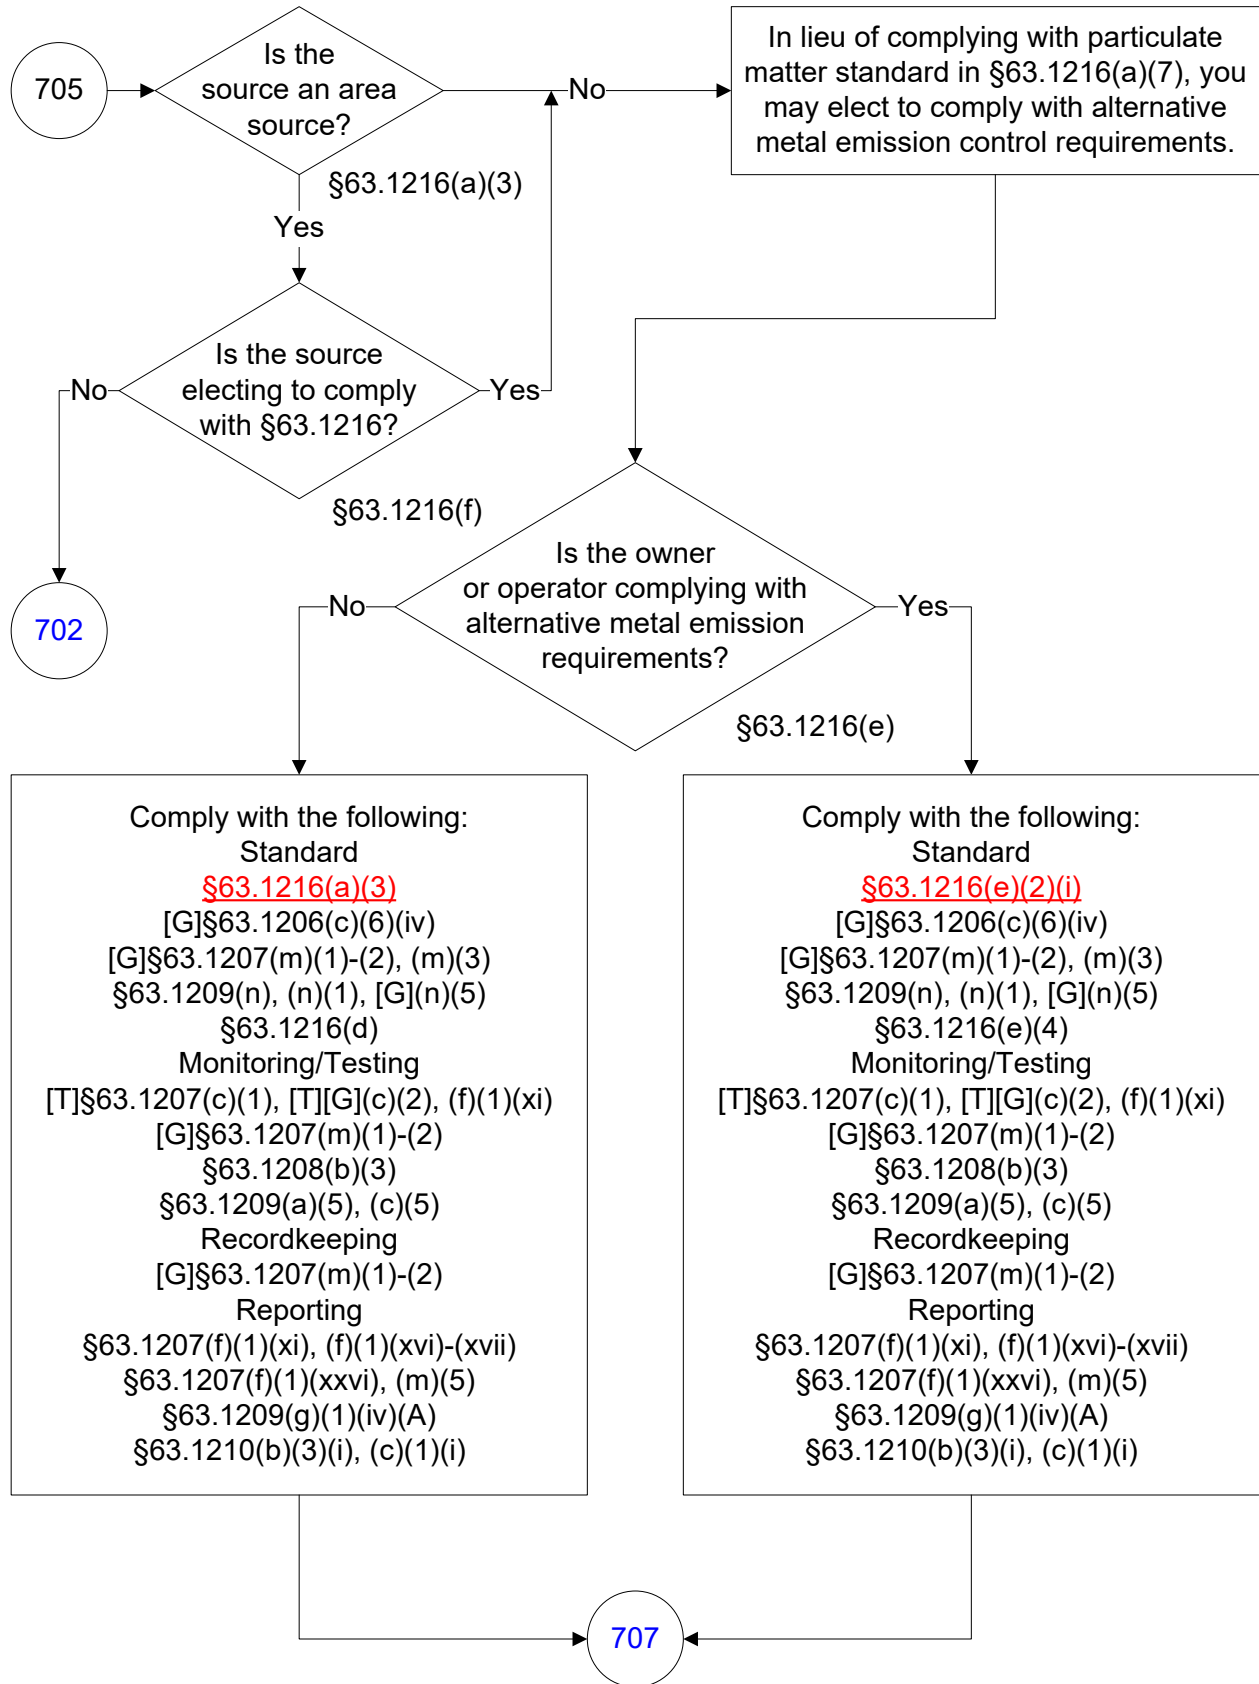 705
Is the
source an area
source?
§63.1216(a)(3)
No
In lieu of complying with particulate
matter standard in §63.1216(a)(7), you
may elect to comply with alternative
metal emission control requirements.
Yes
Is the source
electing to comply
with §63.1216?
No
Yes
§63.1216(f)
702
Is the owner
or operator complying with
alternative metal emission
requirements?
No
Yes
§63.1216(e)
Comply with the following:
Standard
§63.1216(a)(3)
[G]§63.1206(c)(6)(iv)
[G]§63.1207(m)(1)-(2), (m)(3)
§63.1209(n), (n)(1), [G](n)(5)
§63.1216(d)
Monitoring/Testing
[T]§63.1207(c)(1), [T][G](c)(2), (f)(1)(xi)
[G]§63.1207(m)(1)-(2)
§63.1208(b)(3)
§63.1209(a)(5), (c)(5)
Recordkeeping
[G]§63.1207(m)(1)-(2)
Reporting
§63.1207(f)(1)(xi), (f)(1)(xvi)-(xvii)
§63.1207(f)(1)(xxvi), (m)(5)
§63.1209(g)(1)(iv)(A)
§63.1210(b)(3)(i), (c)(1)(i)
Comply with the following:
Standard
§63.1216(e)(2)(i)
[G]§63.1206(c)(6)(iv)
[G]§63.1207(m)(1)-(2), (m)(3)
§63.1209(n), (n)(1), [G](n)(5)
§63.1216(e)(4)
Monitoring/Testing
[T]§63.1207(c)(1), [T][G](c)(2), (f)(1)(xi)
[G]§63.1207(m)(1)-(2)
§63.1208(b)(3)
§63.1209(a)(5), (c)(5)
Recordkeeping
[G]§63.1207(m)(1)-(2)
Reporting
§63.1207(f)(1)(xi), (f)(1)(xvi)-(xvii)
§63.1207(f)(1)(xxvi), (m)(5)
§63.1209(g)(1)(iv)(A)
§63.1210(b)(3)(i), (c)(1)(i)
707